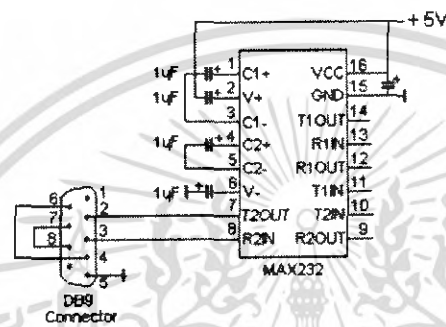 +5V
1uF 1 C1+ VCC 16
1uF 2 V+ GND 15
3 C1- T1OUT 14
1uF 4 C2+ R1IN 13
5 C2- R1OUT 12
1uF 6 V- T1IN 11
7 T2OUT T2IN 10
8 R2IN R2OUT 9
MAX232
6 1
7 2
8 3
4
5
DB9
Connector